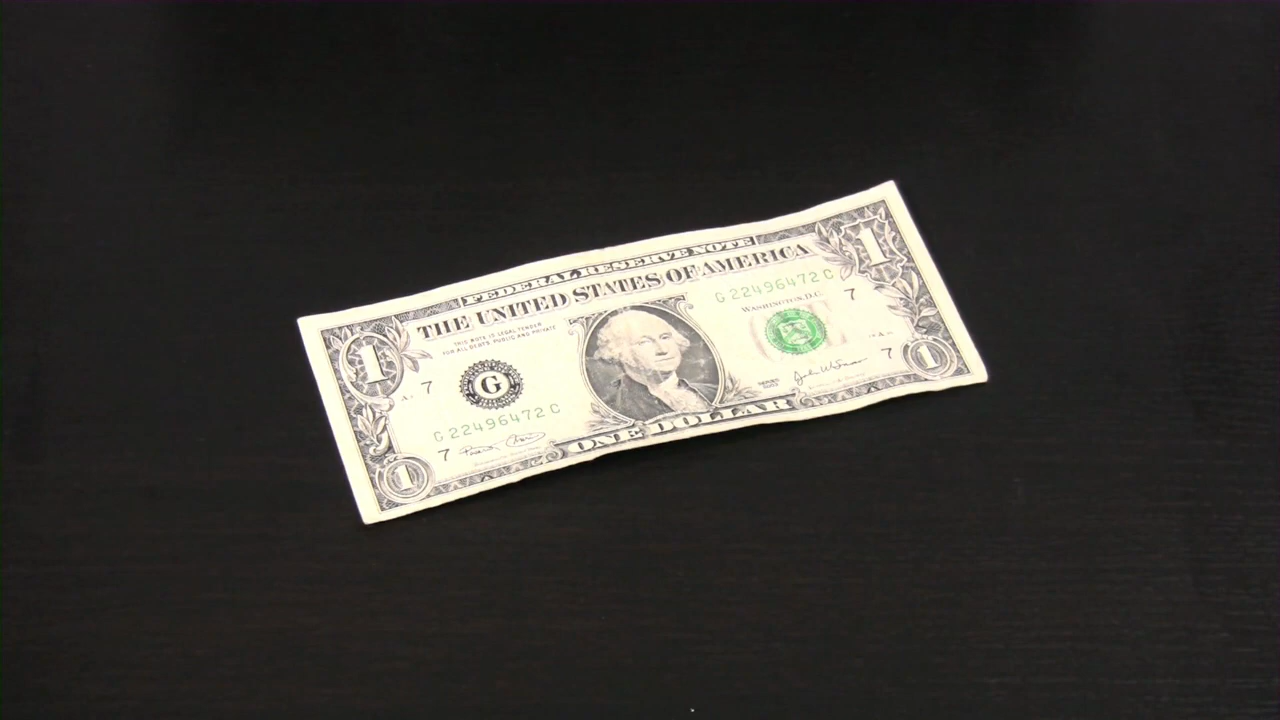 FEDERAL RESERVE NOTE
THE UNITED STATES OF AMERICA
THIS NOTE IS LEGAL TENDER
FOR ALL DEBTS, PUBLIC AND PRIVATE
G 22496472 C
WASHINGTON, D.C.
1
1
7
7
G
G 22496472 C
7
7
SERIES
1
1
ONE DOLLAR